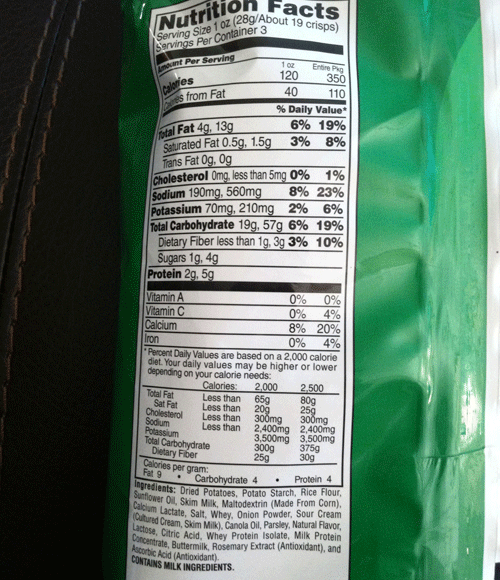 Nutrition Facts
Serving Size 1 oz (28g/About 19 crisps)
Servings Per Container 3
Amount Per Serving
1 oz Entire Pkg
Calories 120 350
Calories from Fat 40 110
% Daily Value*
Total Fat 4g, 13g 6% 19%
Saturated Fat 0.5g, 1.5g 3% 8%
Trans Fat 0g, 0g
Cholesterol 0mg, less than 5mg 0% 1%
Sodium 190mg, 560mg 8% 23%
Potassium 70mg, 210mg 2% 6%
Total Carbohydrate 19g, 57g 6% 19%
Dietary Fiber less than 1g, 3g 3% 10%
Sugars 1g, 4g
Protein 2g, 5g
Vitamin A 0% 0%
Vitamin C 0% 4%
Calcium 8% 20%
Iron 0% 4%
*Percent Daily Values are based on a 2,000 calorie
diet. Your daily values may be higher or lower
depending on your calorie needs:
Calories: 2,000 2,500
Total Fat Less than 65g 80g
Sat Fat Less than 20g 25g
Cholesterol Less than 300mg 300mg
Sodium Less than 2,400mg 2,400mg
Potassium 3,500mg 3,500mg
Total Carbohydrate 300g 375g
Dietary Fiber 25g 30g
Calories per gram:
Fat 9 • Carbohydrate 4 • Protein 4
Ingredients: Dried Potatoes, Potato Starch, Rice Flour,
Sunflower Oil, Skim Milk, Maltodextrin (Made From Corn),
Calcium Lactate, Salt, Whey, Onion Powder, Sour Cream
(Cultured Cream, Skim Milk), Canola Oil, Parsley, Natural Flavor,
Lactose, Citric Acid, Whey Protein Isolate, Milk Protein
Concentrate, Buttermilk, Rosemary Extract (Antioxidant), and
Ascorbic Acid (Antioxidant).
CONTAINS MILK INGREDIENTS.